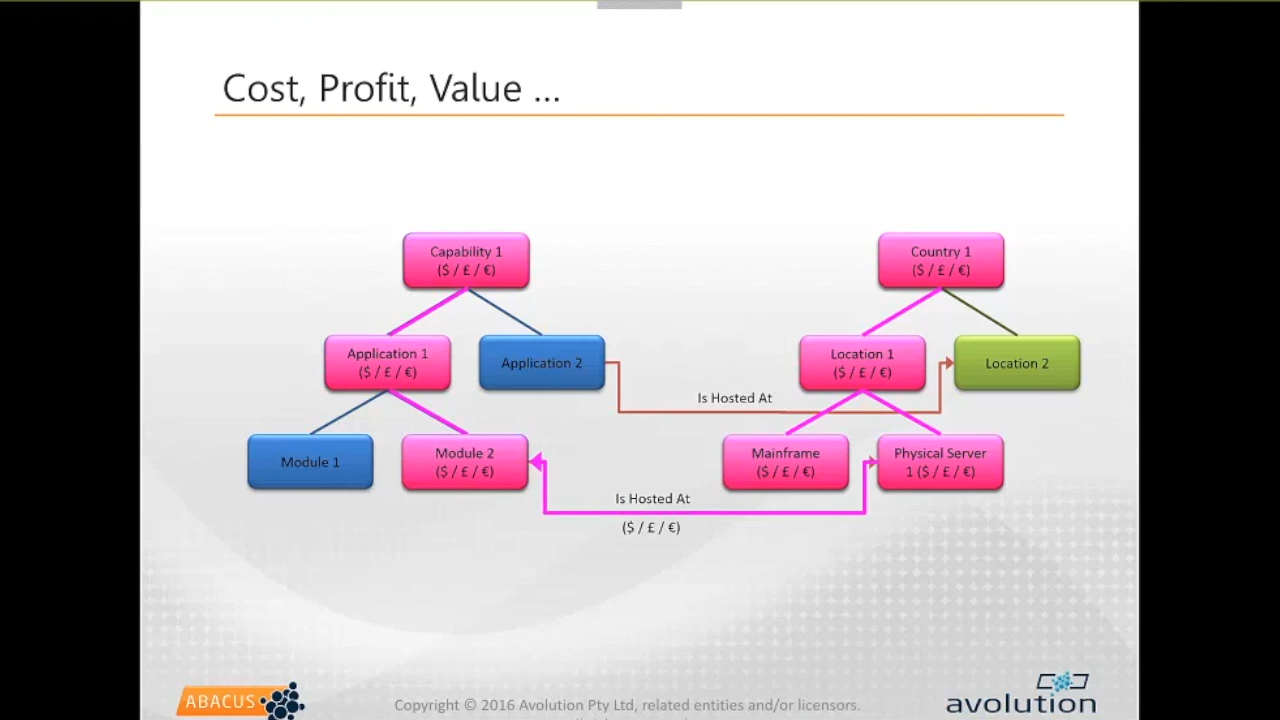 Cost, Profit, Value ...
Capability 1
($ / £ / €)
Country 1
($ / £ / €)
Application 1
($ / £ / €)
Application 2
Location 1
($ / £ / €)
Location 2
Is Hosted At
Module 1
Module 2
($ / £ / €)
Mainframe
($ / £ / €)
Physical Server
1 ($ / £ / €)
Is Hosted At
($ / £ / €)
ABACUS
Copyright © 2016 Avolution Pty Ltd, related entities and/or licensors.
avolution